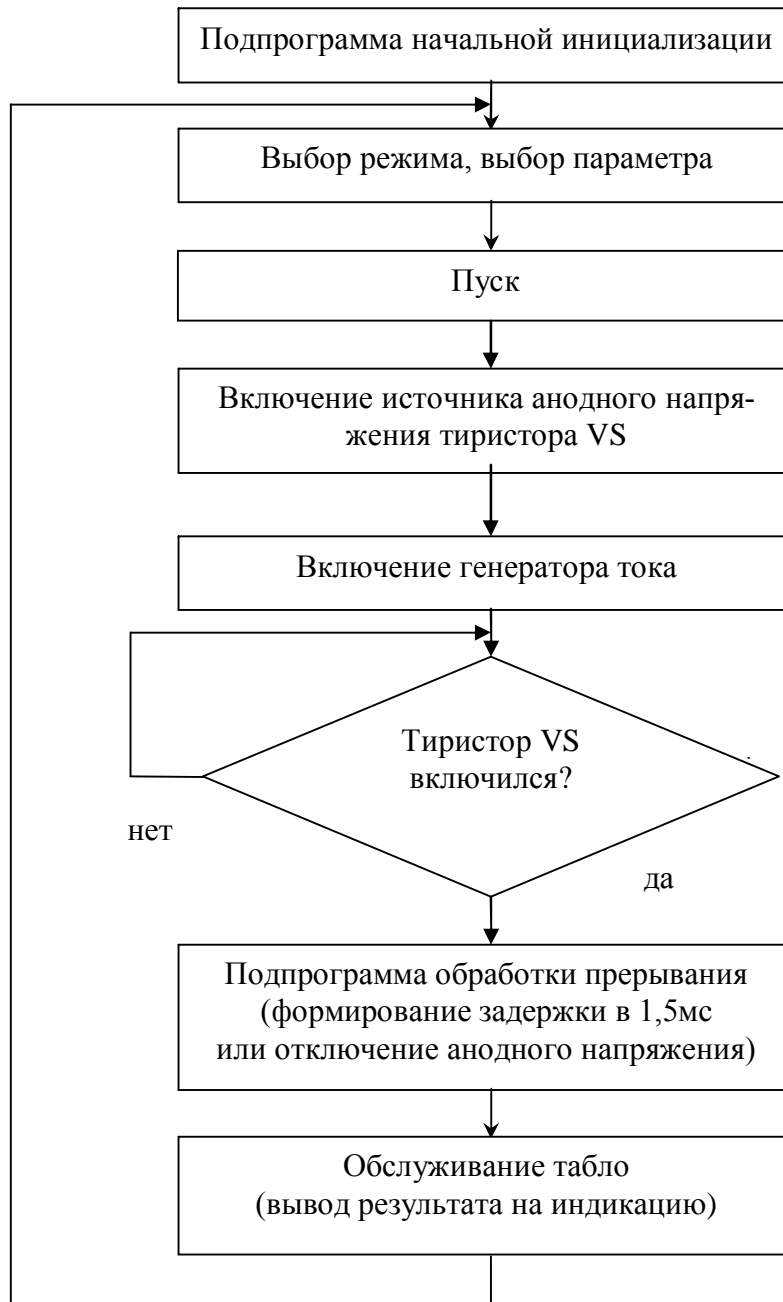 Подпрограмма начальной инициализации
Выбор режима, выбор параметра
Пуск
Включение источника анодного напря-
жения тиристора VS
Включение генератора тока
Тиристор VS
включился?
нет
да
Подпрограмма обработки прерывания
(формирование задержки в 1,5мс
или отключение анодного напряжения)
Обслуживание табло
(вывод результата на индикацию)